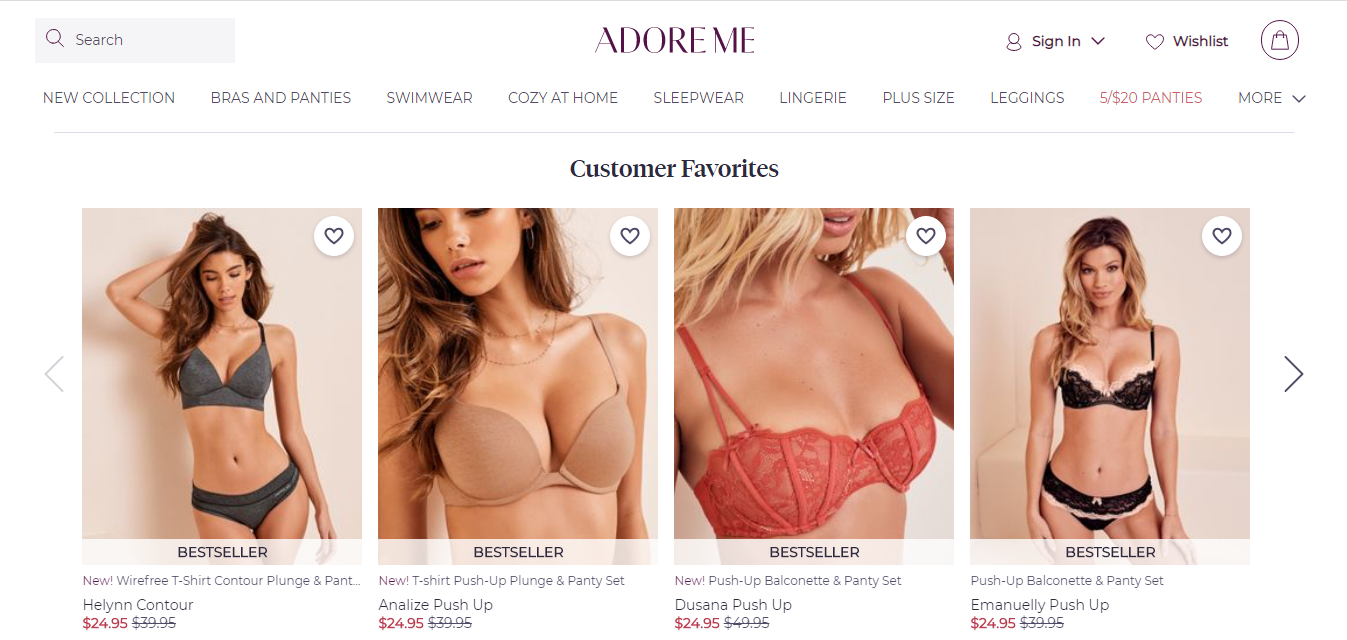 Search
ADORE ME
Sign In
Wishlist
NEW COLLECTION
BRAS AND PANTIES
SWIMWEAR
COZY AT HOME
SLEEPWEAR
LINGERIE
PLUS SIZE
LEGGINGS
5/$20 PANTIES
MORE
Customer Favorites
BESTSELLER
New! Wirefree T-Shirt Contour Plunge & Pant...
Helynn Contour
$24.95 $39.95
BESTSELLER
New! T-shirt Push-Up Plunge & Panty Set
Analize Push Up
$24.95 $39.95
BESTSELLER
New! Push-Up Balconette & Panty Set
Dusana Push Up
$24.95 $49.95
BESTSELLER
Push-Up Balconette & Panty Set
Emanuelly Push Up
$24.95 $39.95